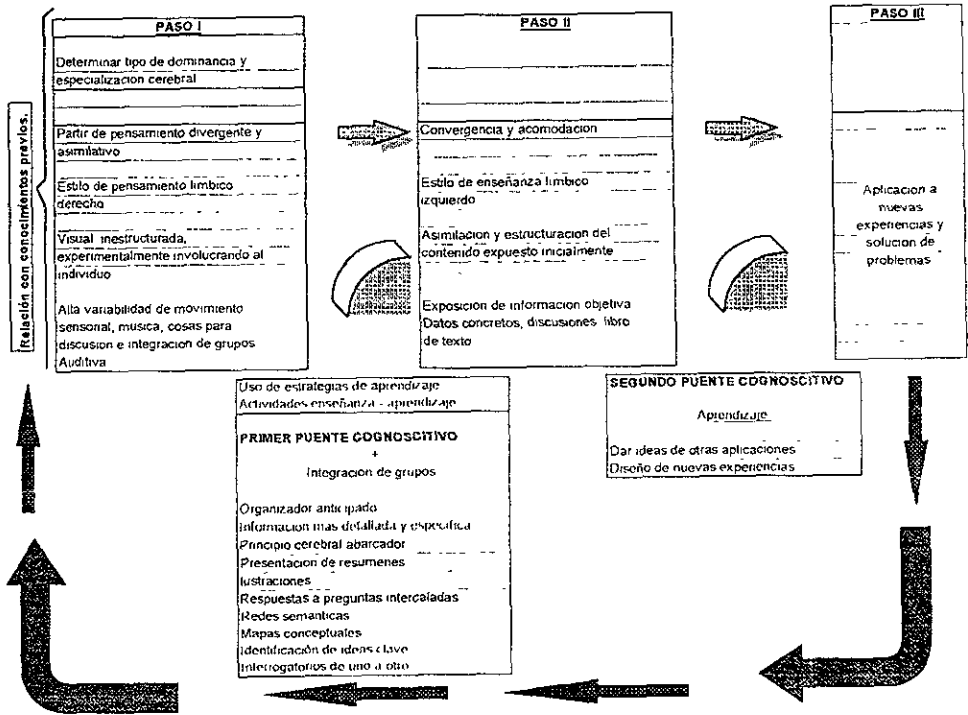 Relación con conocimientos previos.
PASO I
Determinar tipo de dominancia y
especializacion cerebral
Partir de pensamiento divergente y
asimilativo
Estilo de pensamiento limbico
derecho
Visual inestructurada,
experimentalmente involucrando al
individuo
Alta variabilidad de movimiento
sensorial, musica, cosas para
discusion e integracion de grupos
Auditiva
PASO II
Convergencia y acomodacion
Estilo de enseñanza limbico
izquierdo
Asimilacion y estructuracion del
contenido expuesto inicialmente
Exposicion de informacion objetiva
Datos concretos, discusiones libro
de texto
PASO III
Aplicacion a
nuevas
experiencias y
solucion de
problemas
Uso de estrategias de aprendizaje
Actividades enseñanza - aprendizaje
PRIMER PUENTE COGNOSCITIVO
+
Integracion de grupos
Organizador anticipado
Informacion mas detallada y especifica
Principio cerebral abarcador
Presentacion de resumenes
lustraciones
Respuestas a preguntas intercaladas
Redes semanticas
Mapas conceptuales
Identificación de ideas clave
Interrogatorios de uno a otro
SEGUNDO PUENTE COGNOSCITIVO
Aprendizaje
Dar ideas de otras aplicaciones
Diseño de nuevas experiencias